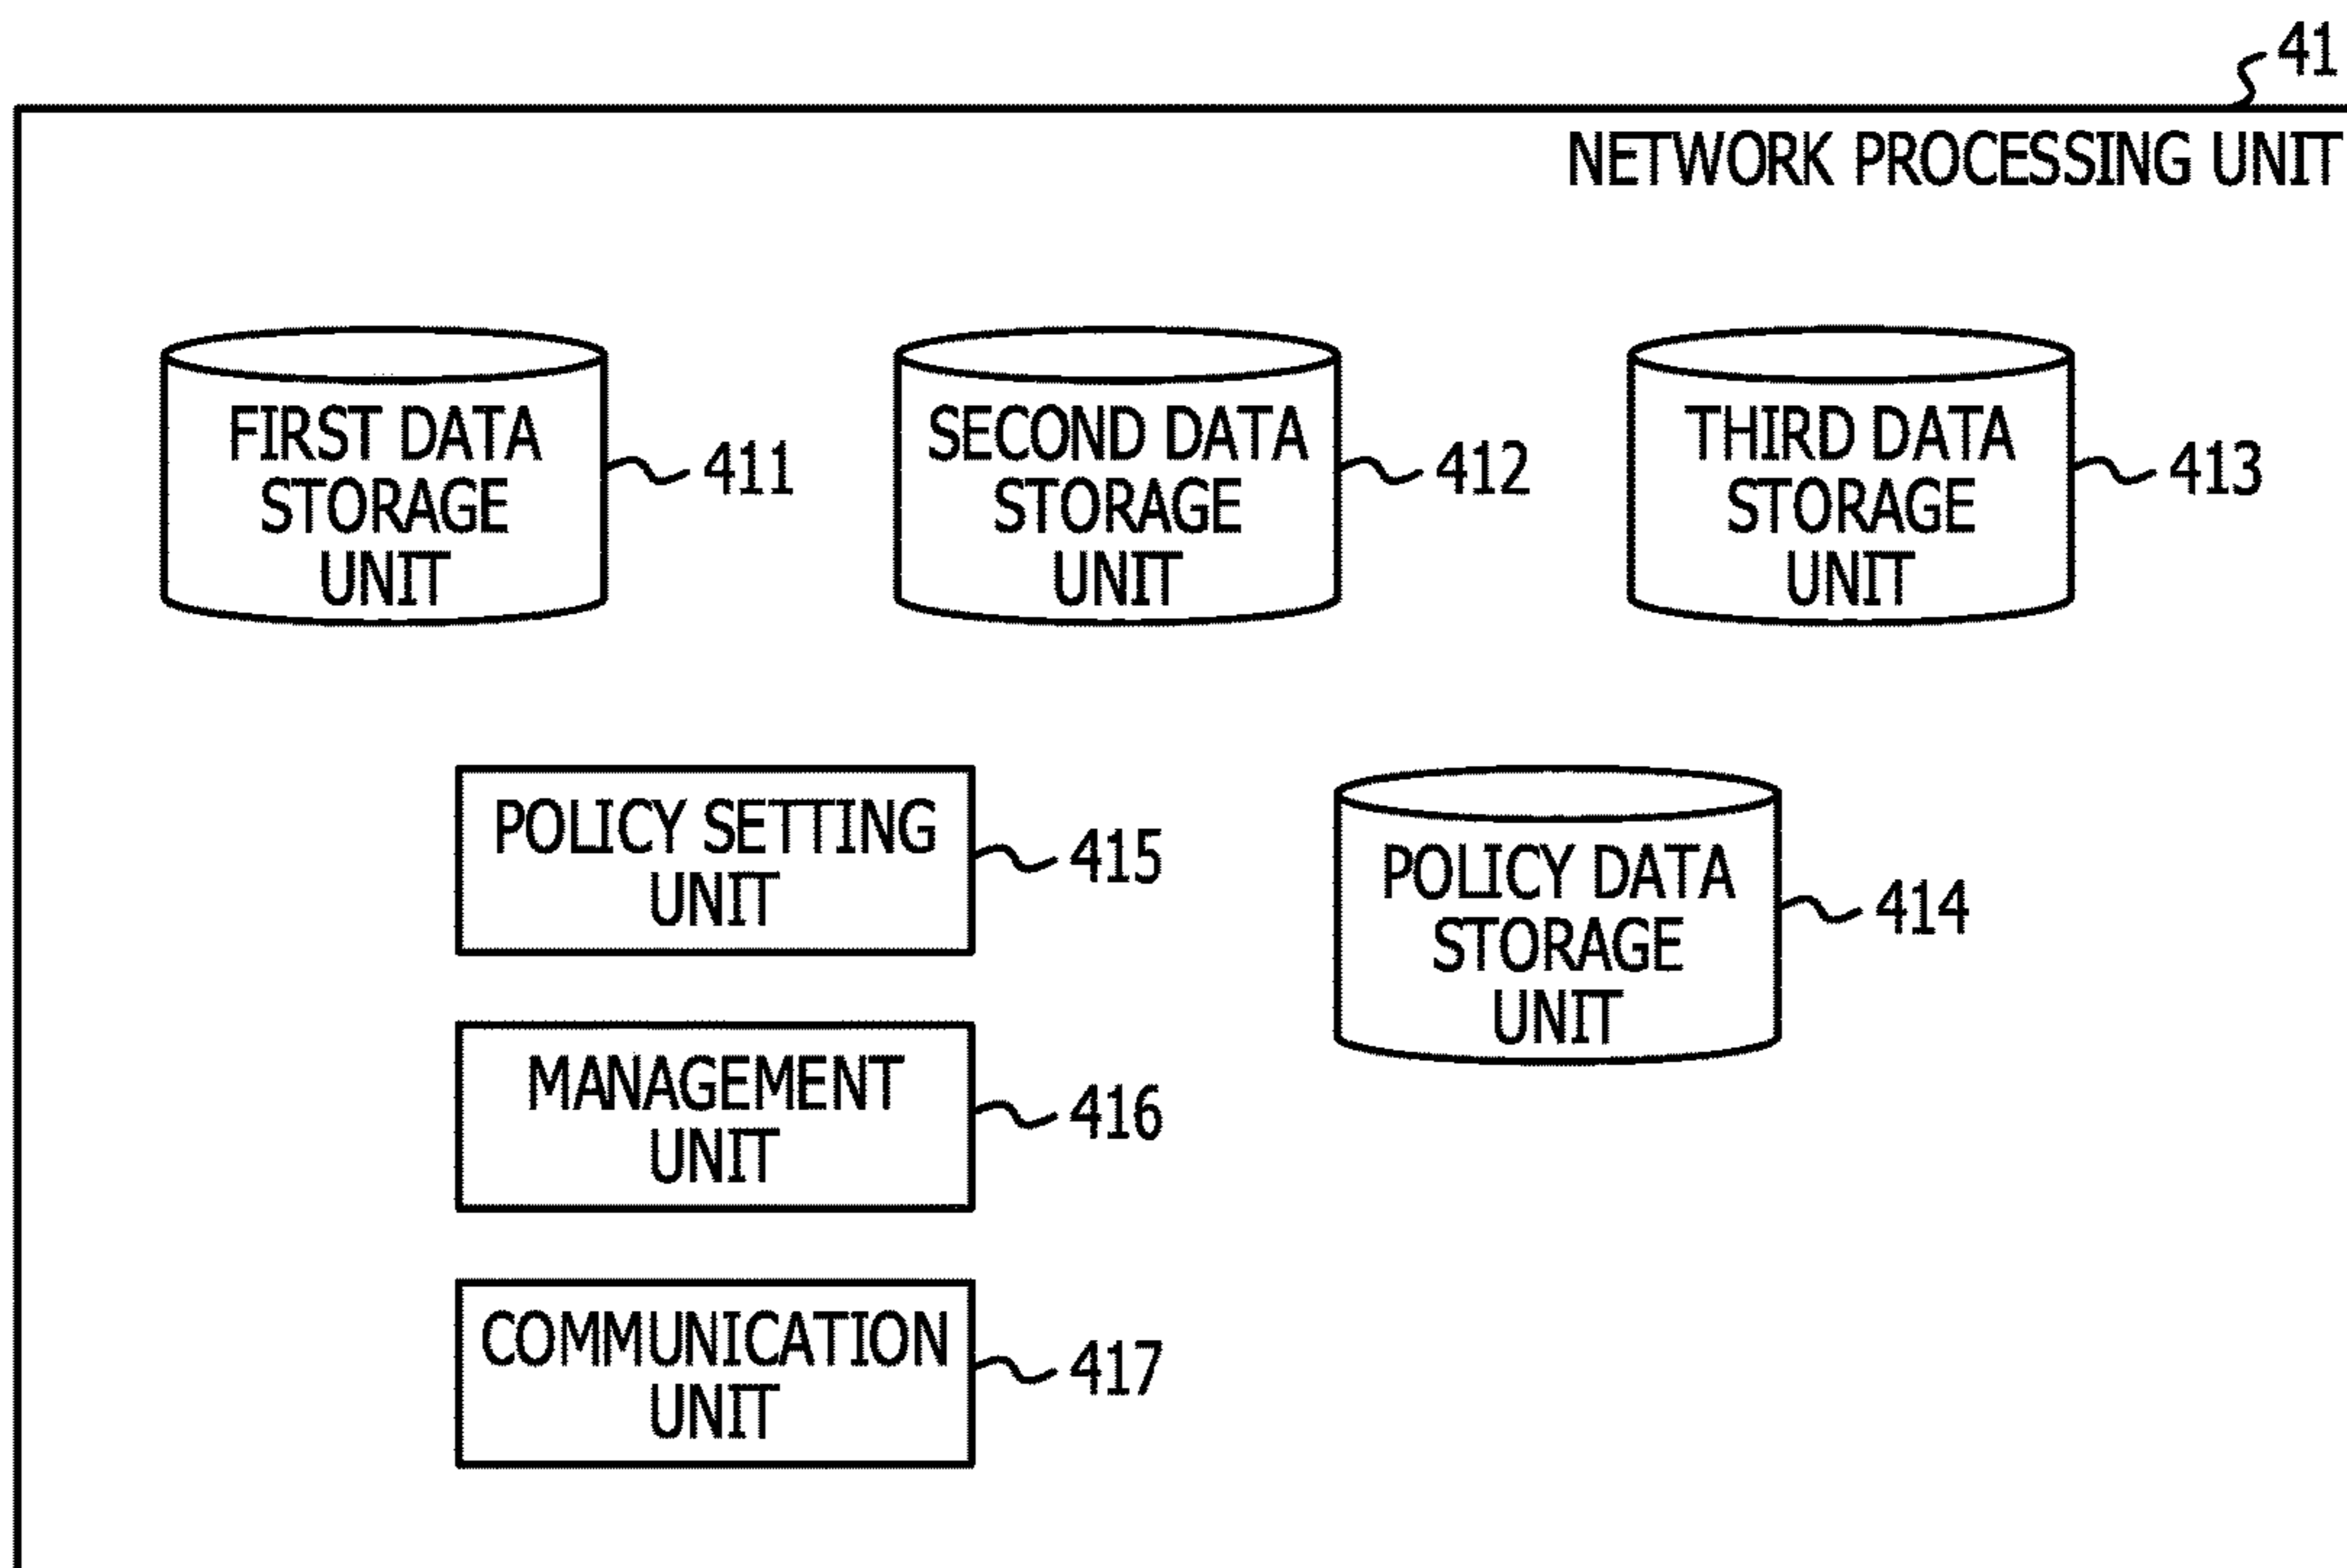 41
NETWORK PROCESSING UNIT
FIRST DATA
STORAGE
UNIT
411
SECOND DATA
STORAGE
UNIT
412
THIRD DATA
STORAGE
UNIT
413
POLICY SETTING
UNIT
415
POLICY DATA
STORAGE
UNIT
414
MANAGEMENT
UNIT
416
COMMUNICATION
UNIT
417